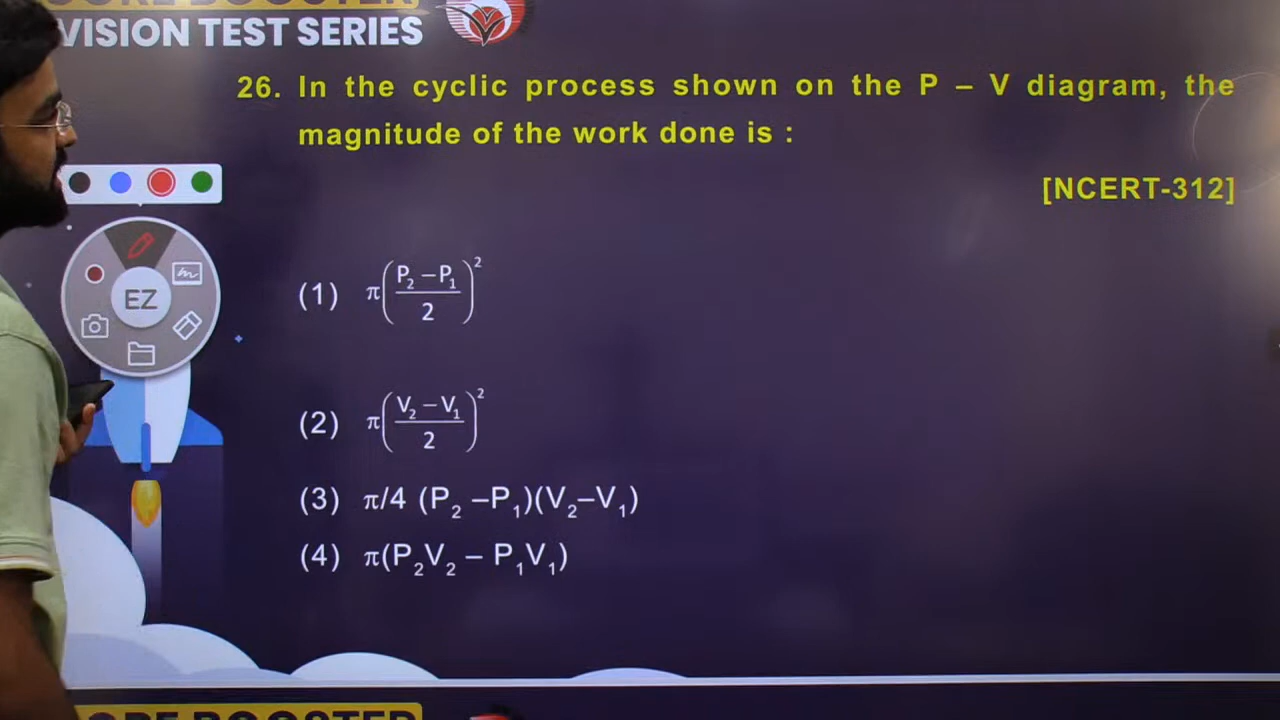 VISION TEST SERIES
26. In the cyclic process shown on the P – V diagram, the
magnitude of the work done is :
[NCERT-312]
EZ
(1) π((P₂ – P₁)/2)²
(2) π((V₂ – V₁)/2)²
(3) π/4 (P₂ –P₁)(V₂–V₁)
(4) π(P₂V₂ – P₁V₁)